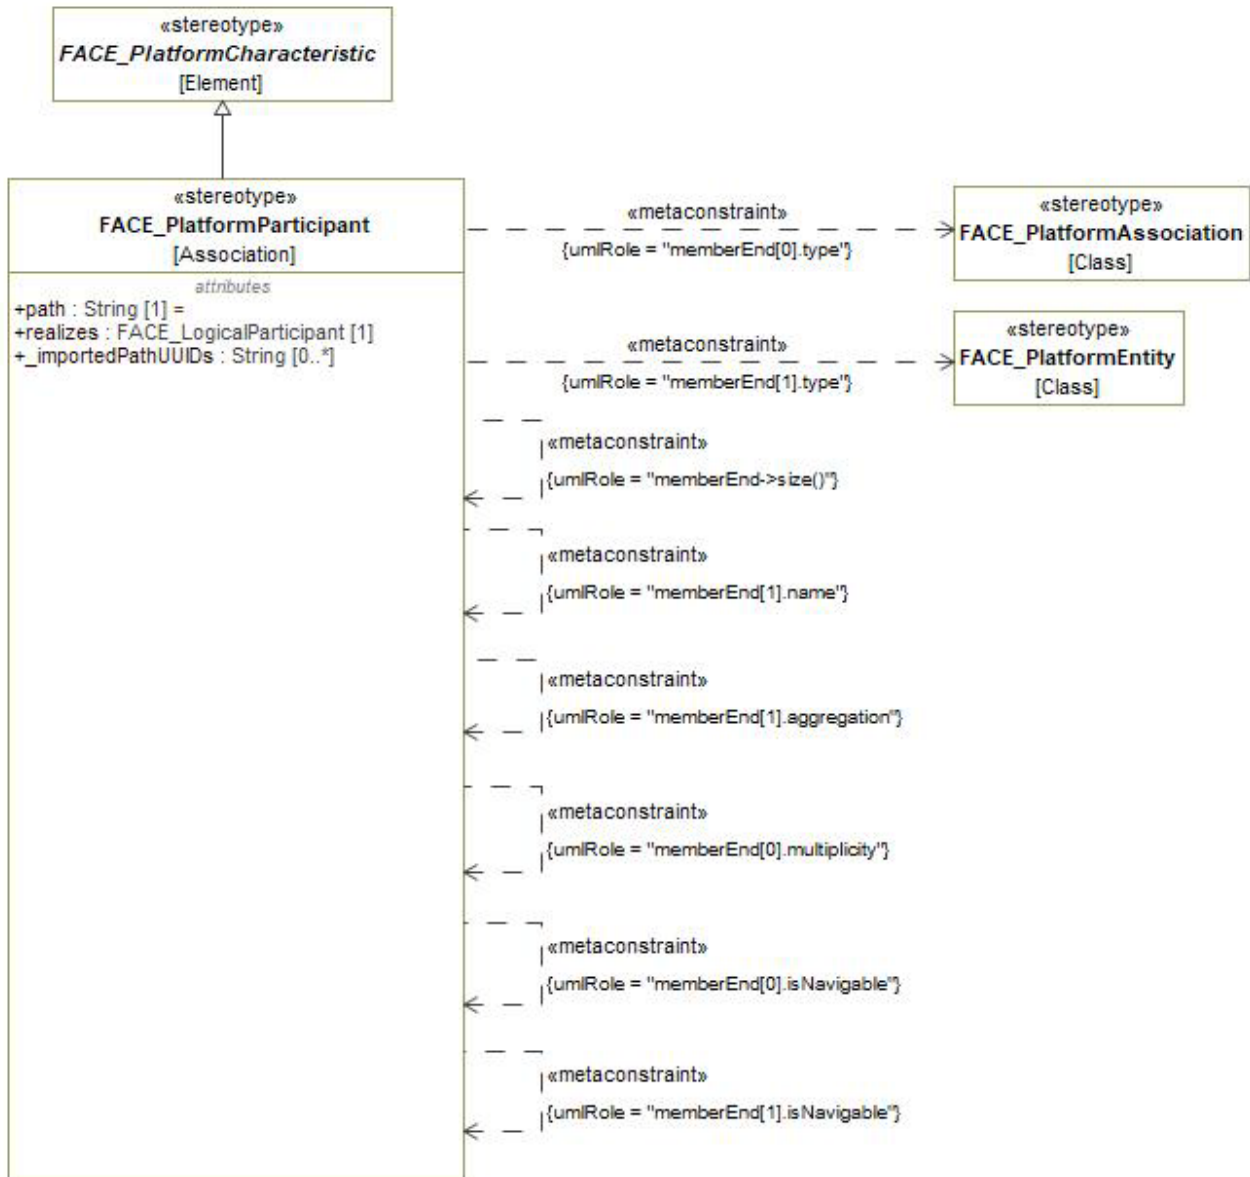 «stereotype»
FACE_PlatformCharacteristic
[Element]
«stereotype»
FACE_PlatformParticipant
[Association]
attributes
+path : String [1] =
+realizes : FACE_LogicalParticipant [1]
+_importedPathUUIDs : String [0..*]
«metaconstraint»
{umlRole = "memberEnd[0].type"}
«stereotype»
FACE_PlatformAssociation
[Class]
«metaconstraint»
{umlRole = "memberEnd[1].type"}
«stereotype»
FACE_PlatformEntity
[Class]
«metaconstraint»
{umlRole = "memberEnd->size()"}
«metaconstraint»
{umlRole = "memberEnd[1].name"}
«metaconstraint»
{umlRole = "memberEnd[1].aggregation"}
«metaconstraint»
{umlRole = "memberEnd[0].multiplicity"}
«metaconstraint»
{umlRole = "memberEnd[0].isNavigable"}
«metaconstraint»
{umlRole = "memberEnd[1].isNavigable"}